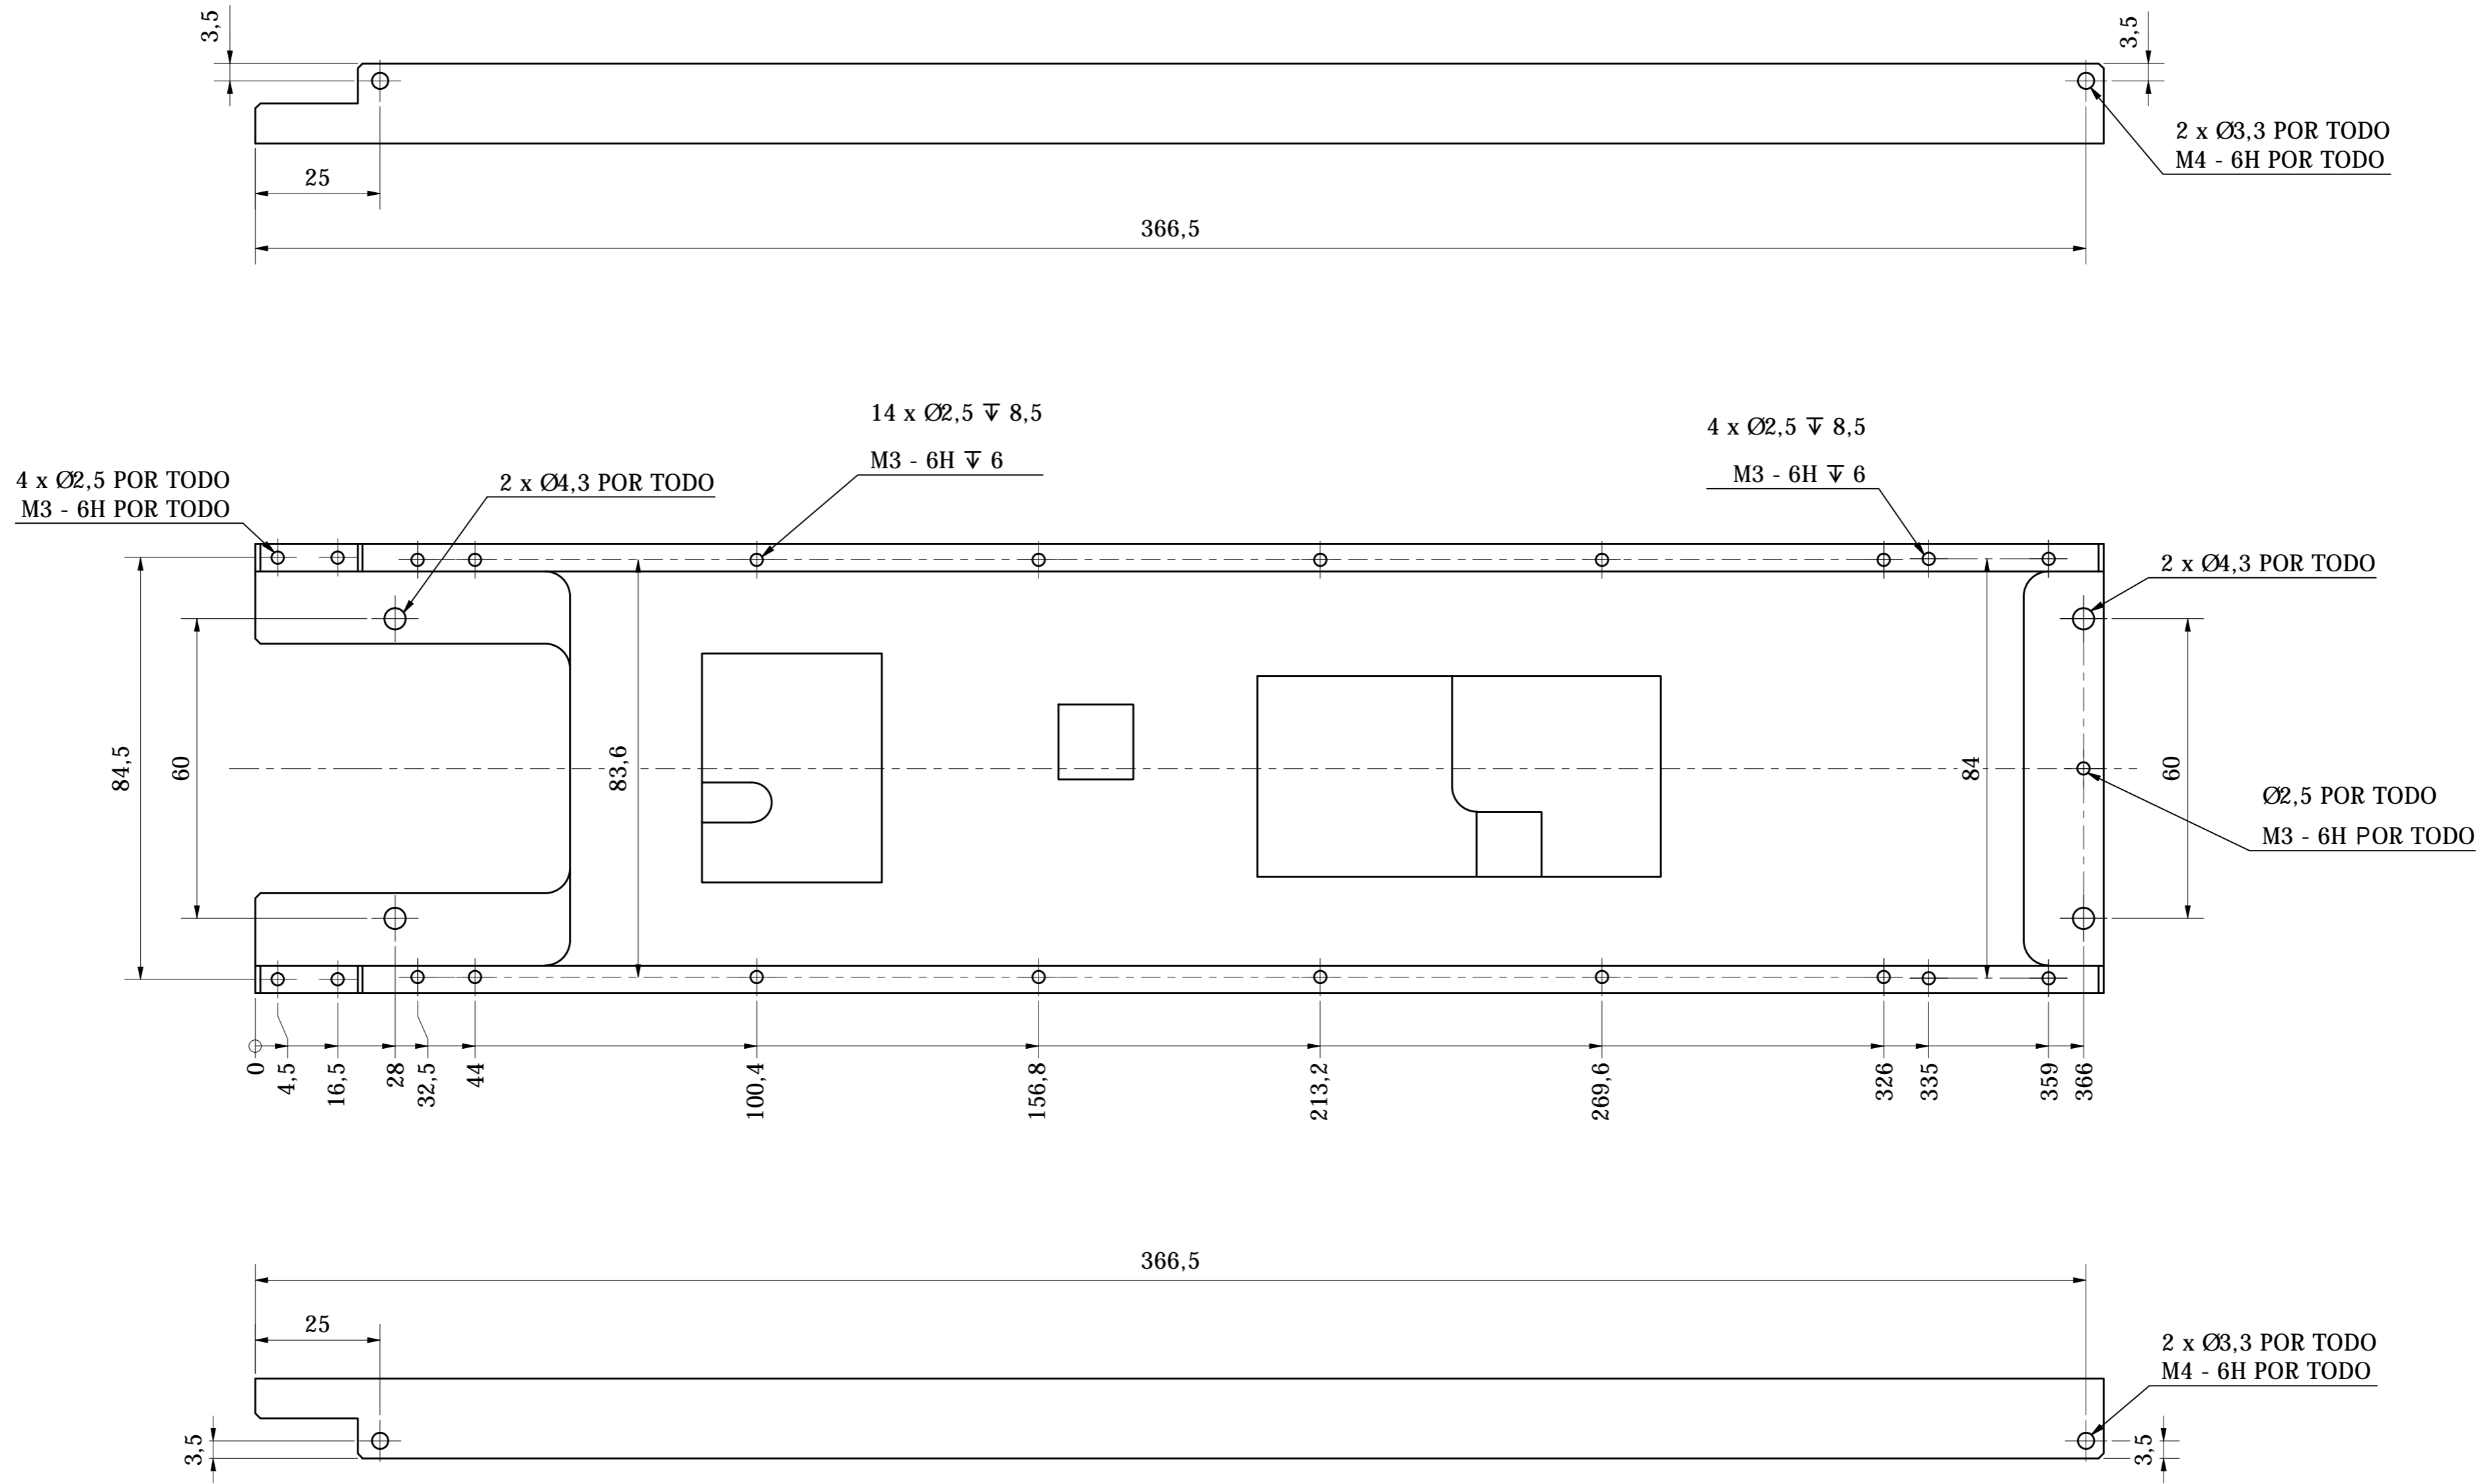 3,5
3,5
2 x Ø3,3 POR TODO
M4 - 6H POR TODO
25
366,5
14 x Ø2,5 ↧ 8,5
M3 - 6H ↧ 6
4 x Ø2,5 ↧ 8,5
M3 - 6H ↧ 6
4 x Ø2,5 POR TODO
M3 - 6H POR TODO
2 x Ø4,3 POR TODO
2 x Ø4,3 POR TODO
84,5
60
83,6
84
60
Ø2,5 POR TODO
M3 - 6H POR TODO
0
4,5
16,5
28
32,5
44
100,4
156,8
213,2
269,6
326
335
359
366
366,5
25
2 x Ø3,3 POR TODO
M4 - 6H POR TODO
3,5
3,5